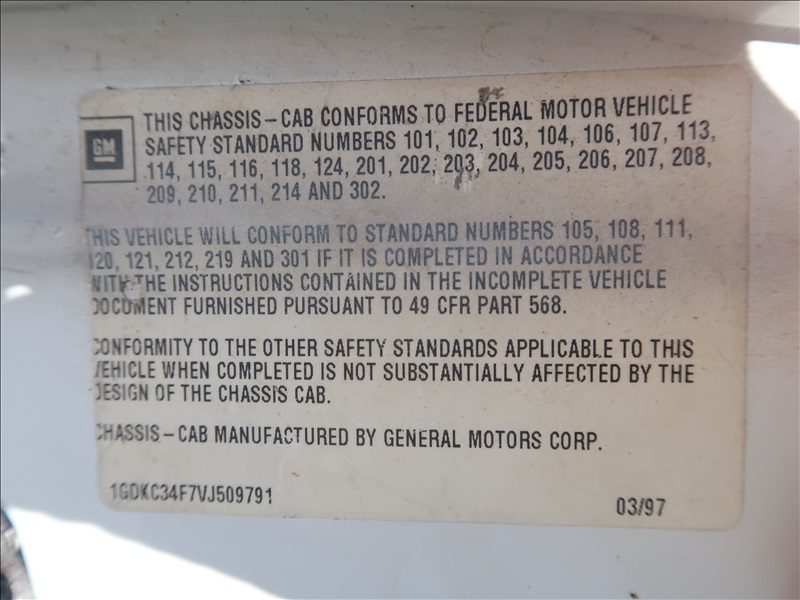 GM
THIS CHASSIS-CAB CONFORMS TO FEDERAL MOTOR VEHICLE
SAFETY STANDARD NUMBERS 101, 102, 103, 104, 106, 107, 113,
114, 115, 116, 118, 124, 201, 202, 203, 204, 205, 206, 207, 208,
209, 210, 211, 214 AND 302.
THIS VEHICLE WILL CONFORM TO STANDARD NUMBERS 105, 108, 111,
120, 121, 212, 219 AND 301 IF IT IS COMPLETED IN ACCORDANCE
WITH THE INSTRUCTIONS CONTAINED IN THE INCOMPLETE VEHICLE
DOCUMENT FURNISHED PURSUANT TO 49 CFR PART 568.
CONFORMITY TO THE OTHER SAFETY STANDARDS APPLICABLE TO THIS
VEHICLE WHEN COMPLETED IS NOT SUBSTANTIALLY AFFECTED BY THE
DESIGN OF THE CHASSIS CAB.
CHASSIS-CAB MANUFACTURED BY GENERAL MOTORS CORP.
1GDKC34F7VJ509791
03/97